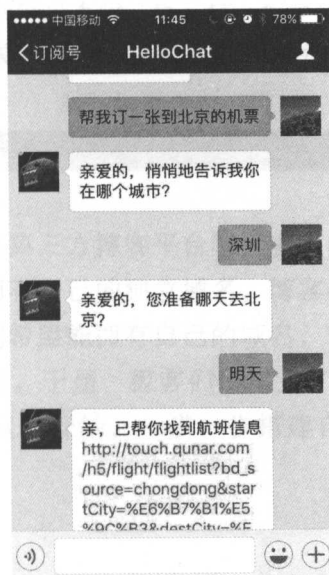 中国移动 11:45 78%
订阅号 HelloChat
帮我订一张到北京的机票
亲爱的，悄悄地告诉我你
在哪个城市?
深圳
亲爱的，您准备哪天去北
京?
明天
亲，已帮你找到航班信息
http://touch.qunar.com
/h5/flight/flightlist?bd_s
ource=chongdong&star
tCity=%E6%B7%B1%E5
%9C%B3&destCity=%E